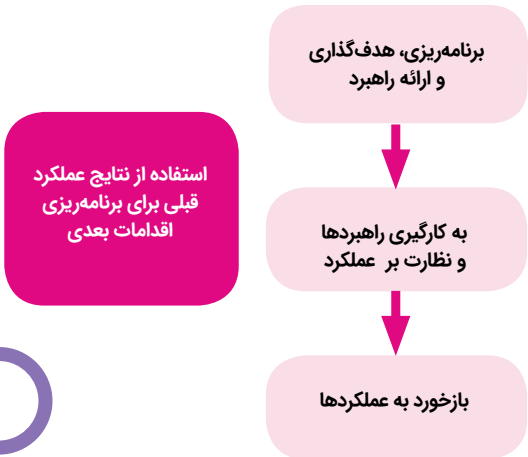 برنامه‌ریزی، هدف‌گذاری
و ارائه راهبرد
استفاده از نتایج عملکرد
قبلی برای برنامه‌ریزی
اقدامات بعدی
به کارگیری راهبردها
و نظارت بر عملکرد
بازخورد به عملکردها